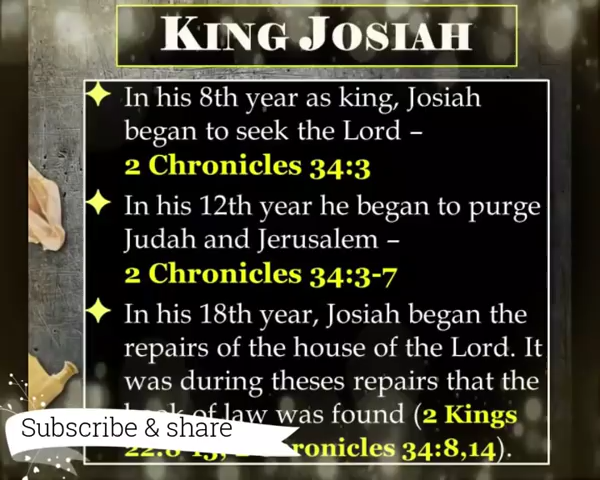 KING JOSIAH
In his 8th year as king, Josiah
began to seek the Lord –
2 Chronicles 34:3
In his 12th year he began to purge
Judah and Jerusalem –
2 Chronicles 34:3-7
In his 18th year, Josiah began the
repairs of the house of the Lord. It
was during theses repairs that the
of law was found (2 Kings
34:8,14).
Subscribe & share